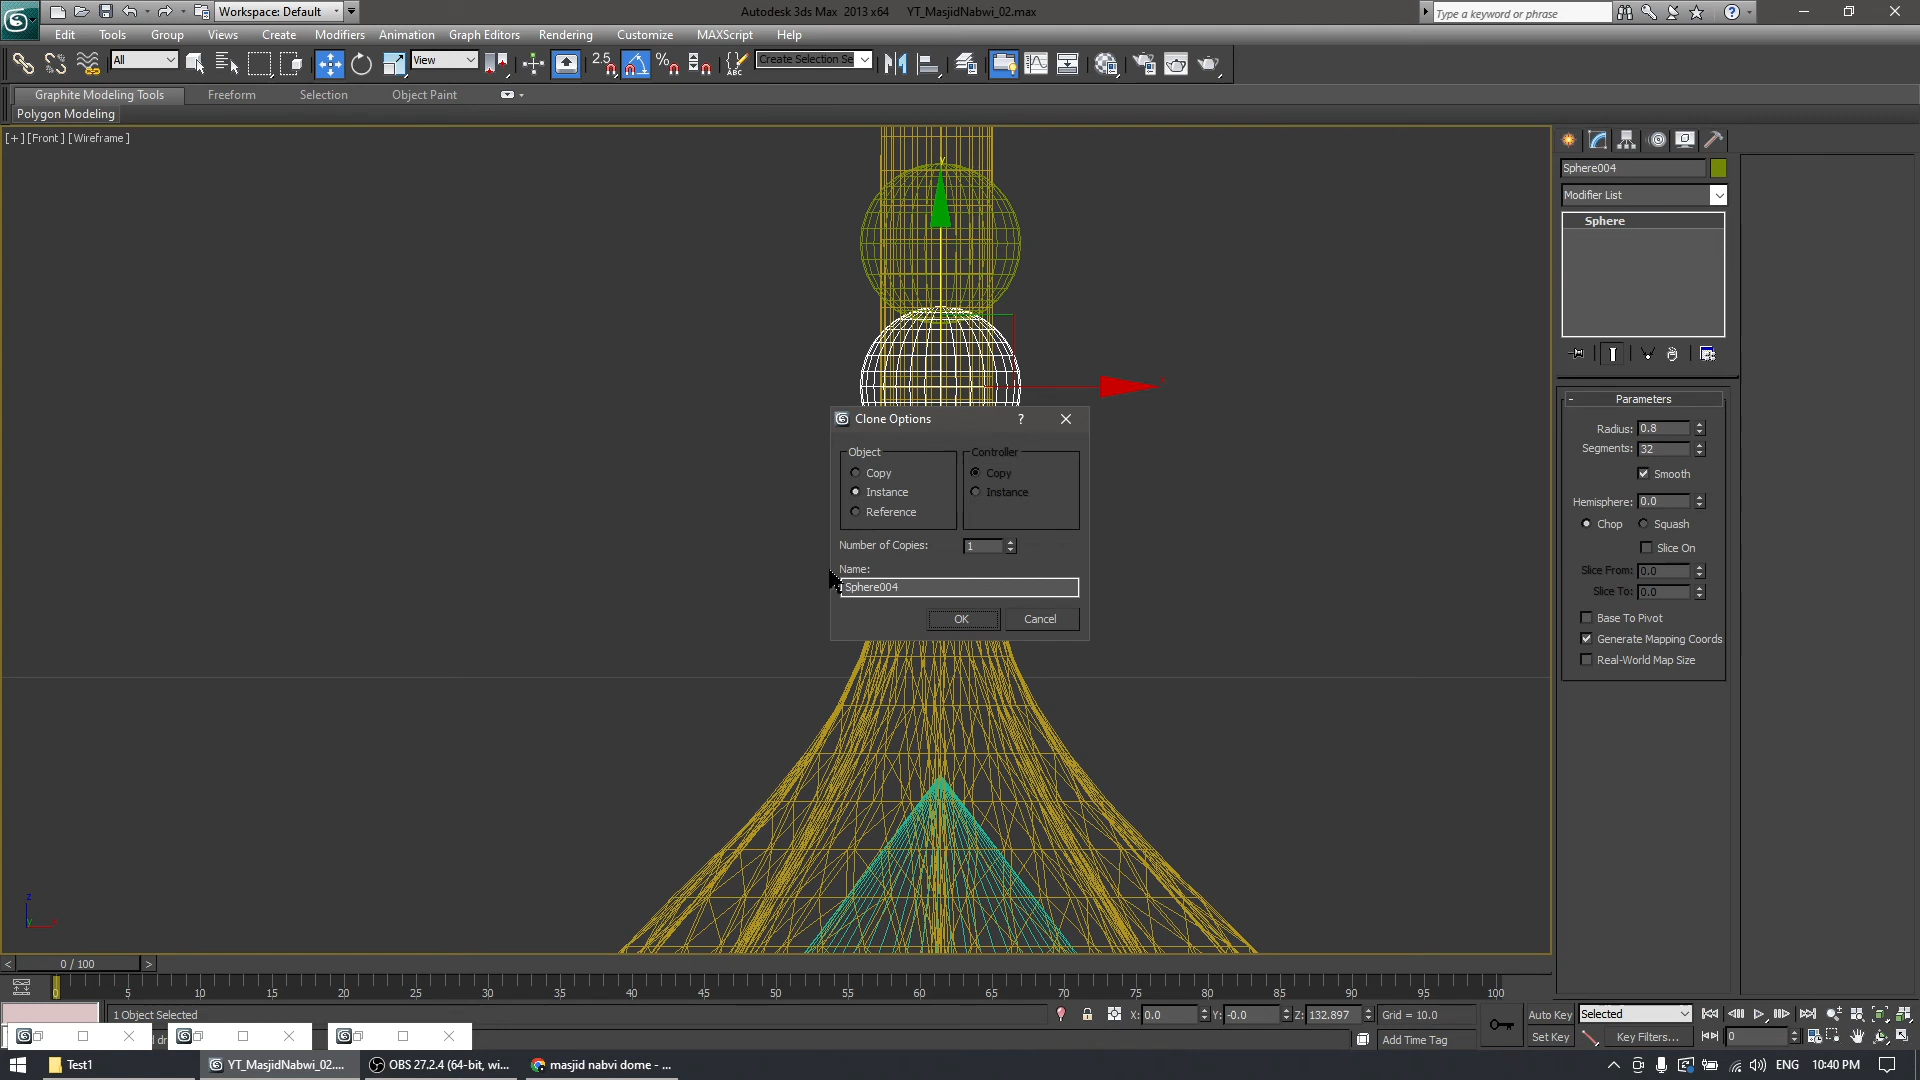 Workspace: Default
Autodesk 3ds Max 2013 x64 YT_MasjidNabwi_02.max
Type a keyword or phrase
Edit Tools Group Views Create Modifiers Animation Graph Editors Rendering Customize MAXScript Help
All View 2.5 Create Selection Se
Graphite Modeling Tools Freeform Selection Object Paint
Polygon Modeling
[+] [Front] [Wireframe]
Sphere004
Modifier List
Sphere
Clone Options
Object Controller
Copy Copy
Instance Instance
Reference
Number of Copies: 1
Name:
Sphere004
OK Cancel
Parameters
Radius: 0.8
Segments: 32
Smooth
Hemisphere: 0.0
Chop Squash
Slice On
Slice From: 0.0
Slice To: 0.0
Base To Pivot
Generate Mapping Coords
Real-World Map Size
0 / 100
0 5 10 15 20 25 30 35 40 45 50 55 60 65 70 75 80 85 90 95 100
1 Object Selected X: 0.0 Y: -0.0 Z: 132.897 Grid = 10.0 Auto Key Selected
Add Time Tag Set Key Key Filters... 0
Test1 YT_MasjidNabwi_02.... OBS 27.2.4 (64-bit, wi... masjid nabvi dome - ... ENG 10:40 PM